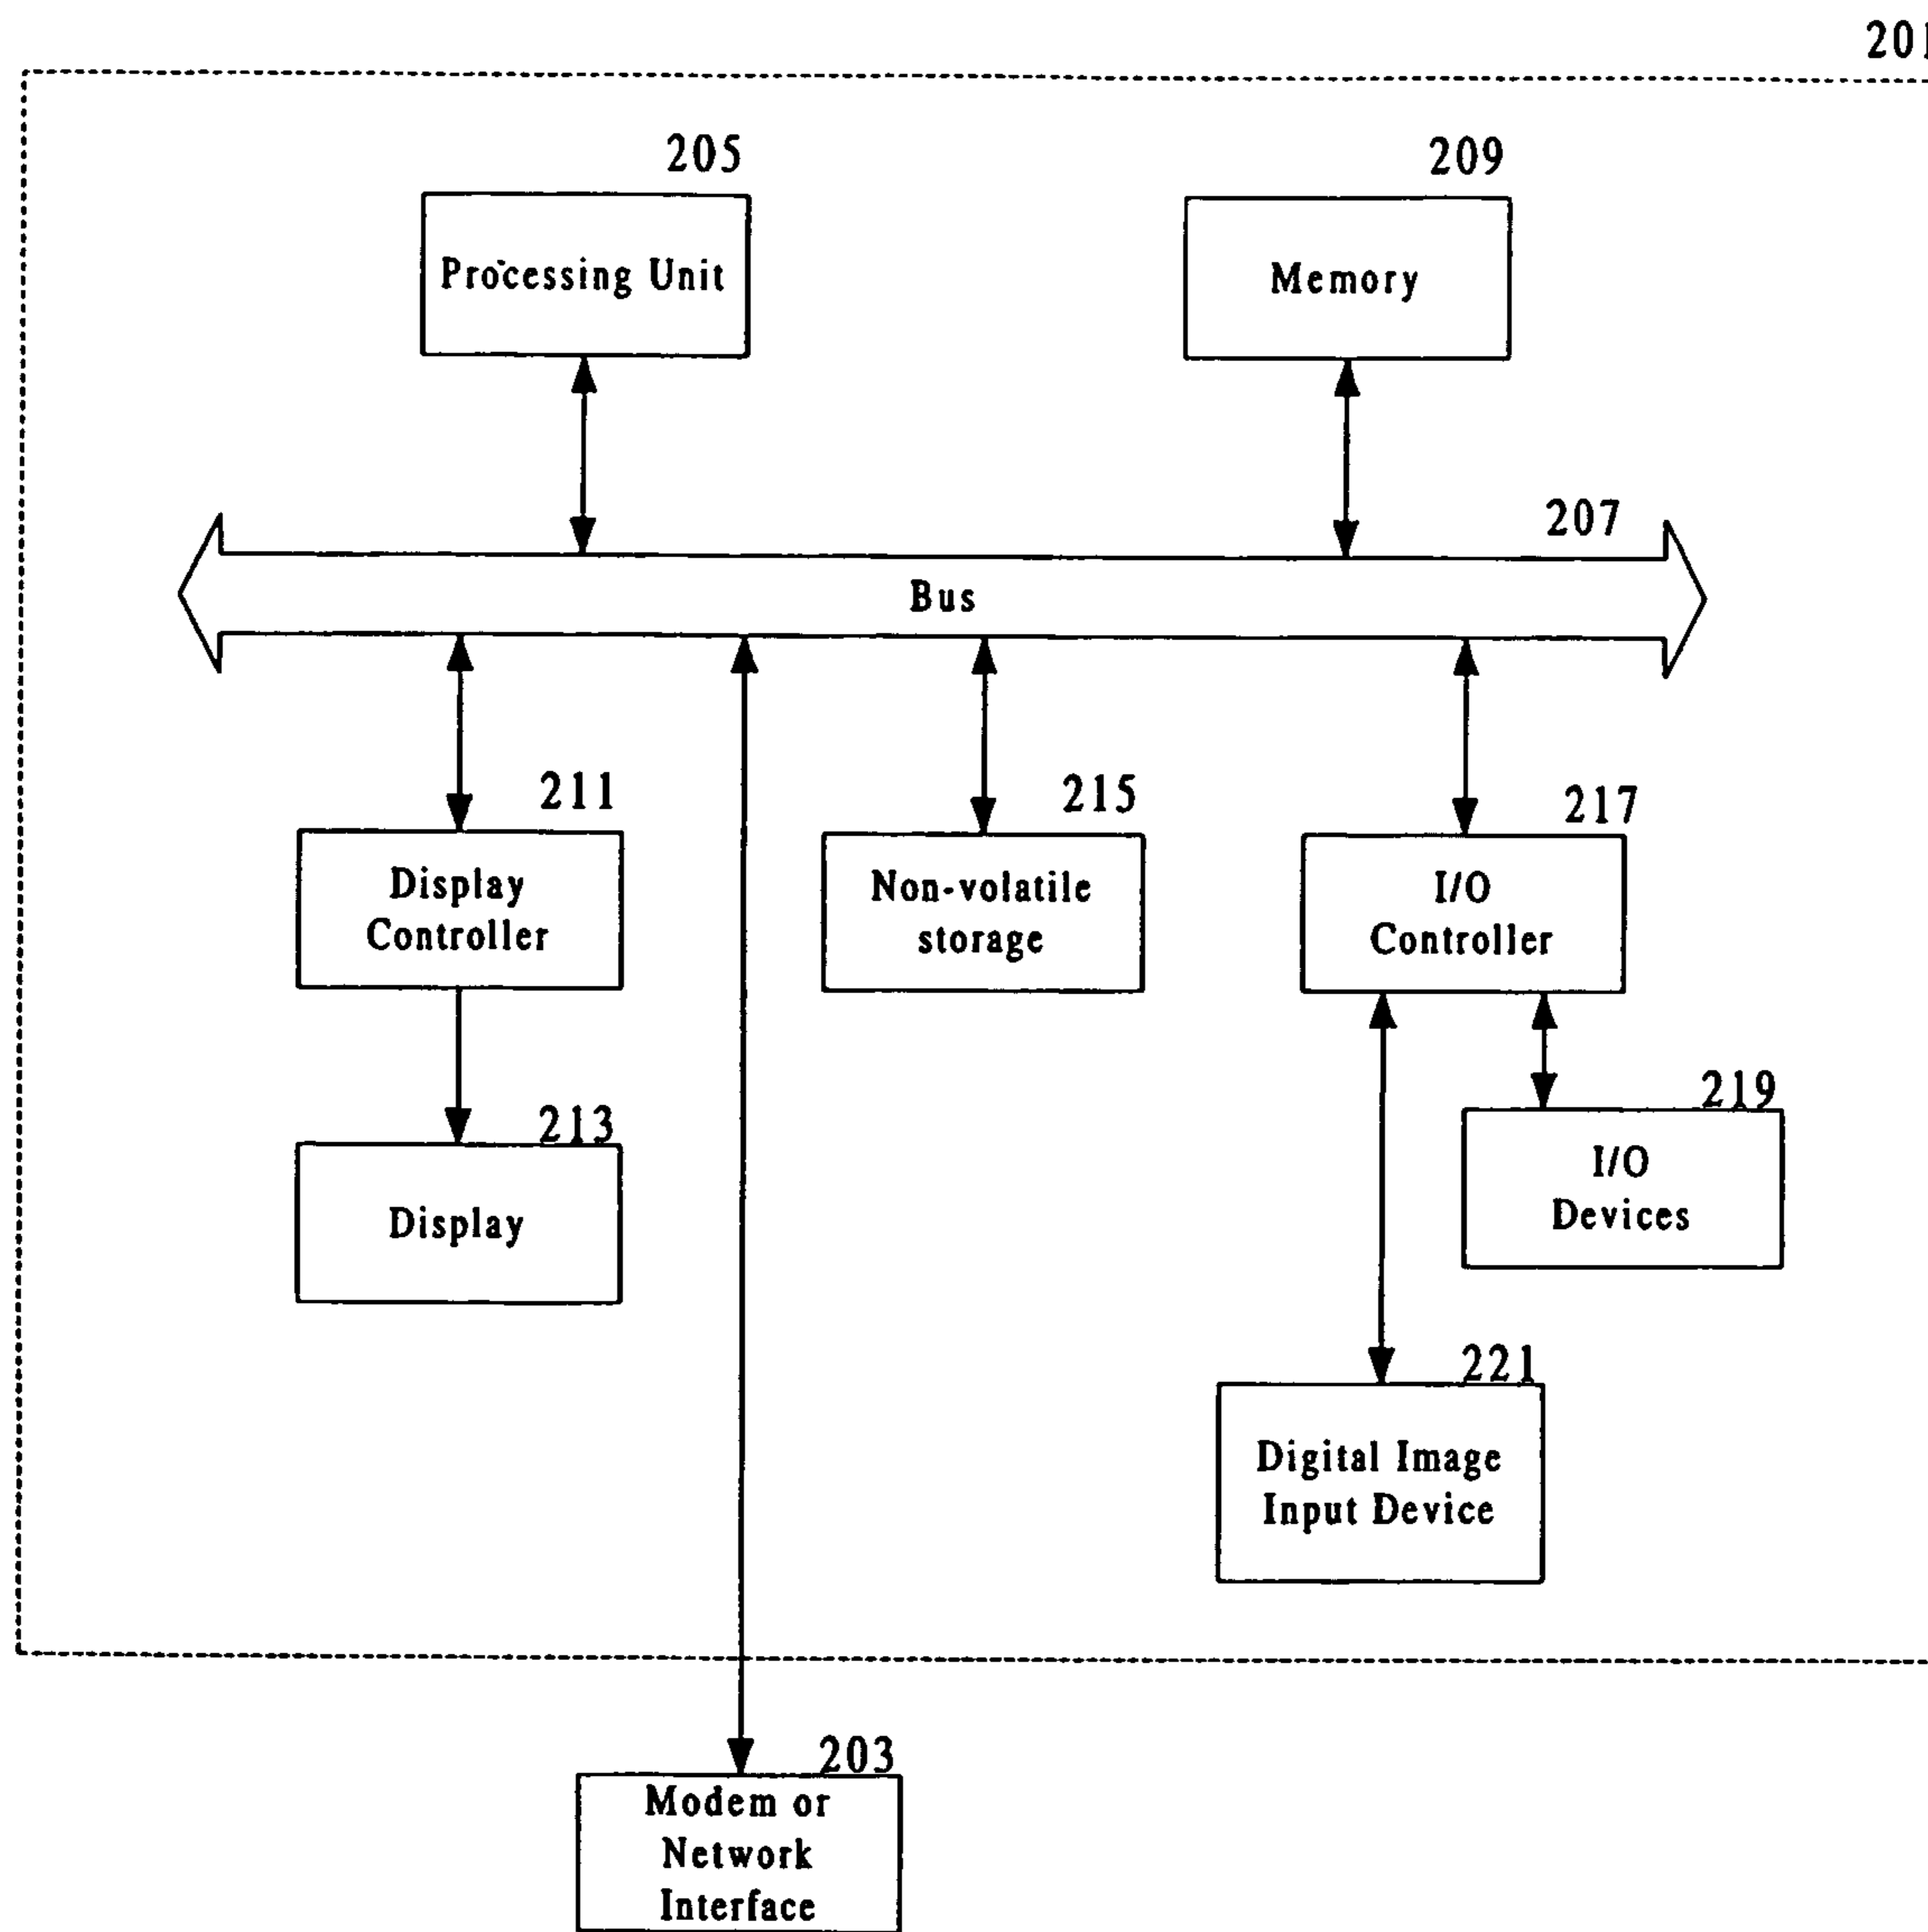 201
205
209
Processing Unit
Memory
207
Bus
211
215
217
Display
Controller
Non-volatile
storage
I/O
Controller
213
219
Display
I/O
Devices
221
Digital Image
Input Device
203
Modem or
Network
Interface